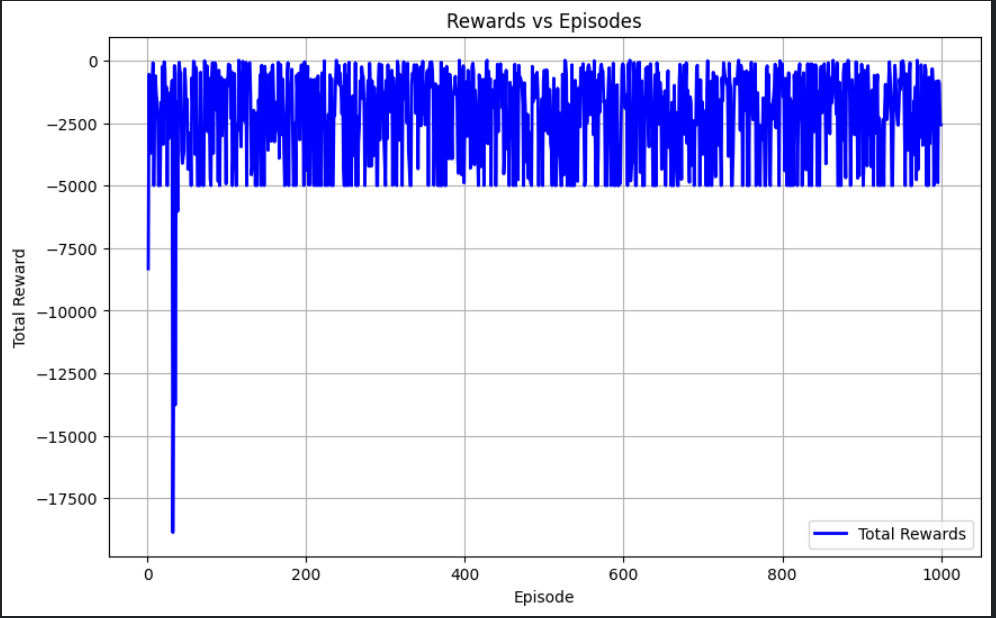 Rewards vs Episodes
0
−2500
−5000
−7500
−10000
−12500
−15000
−17500
Total Reward
Total Rewards
0 200 400 600 800 1000
Episode